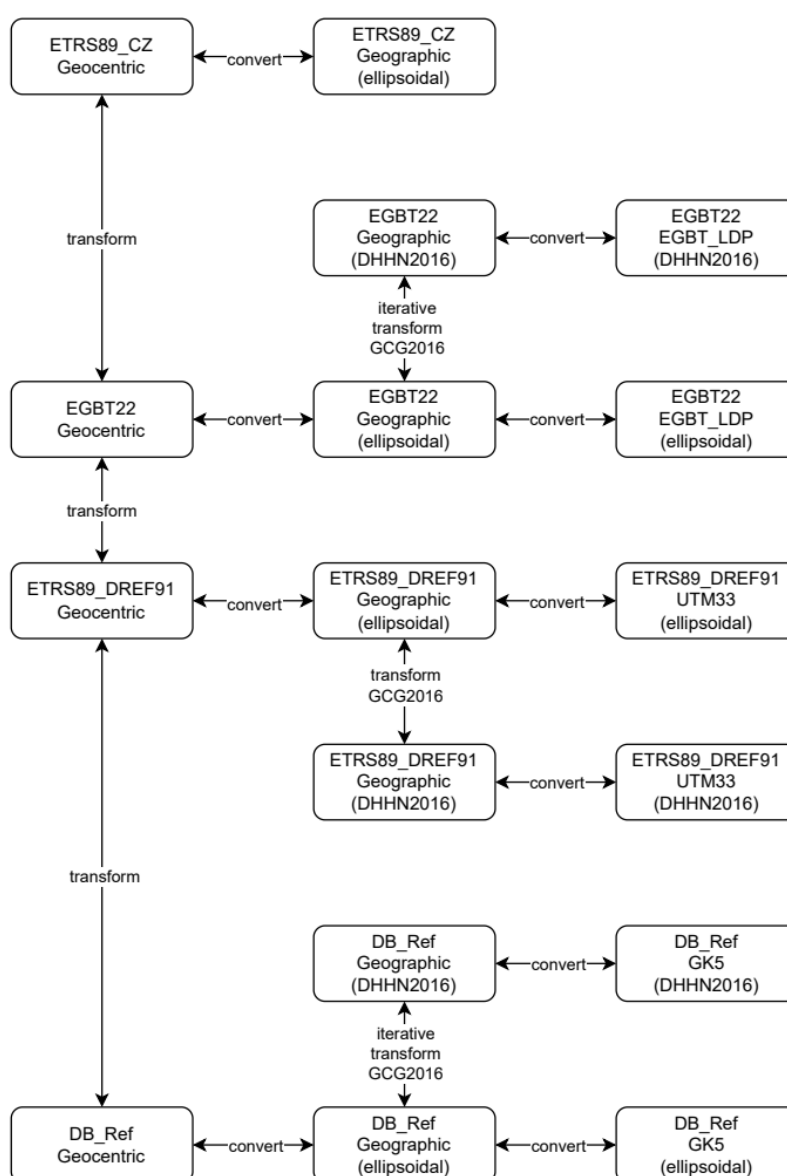 ETRS89_CZ
Geocentric
convert
ETRS89_CZ
Geographic
(ellipsoidal)
transform
EGBT22
Geographic
(DHHN2016)
convert
EGBT22
EGBT_LDP
(DHHN2016)
iterative
transform
GCG2016
EGBT22
Geocentric
convert
EGBT22
Geographic
(ellipsoidal)
convert
EGBT22
EGBT_LDP
(ellipsoidal)
transform
ETRS89_DREF91
Geocentric
convert
ETRS89_DREF91
Geographic
(ellipsoidal)
convert
ETRS89_DREF91
UTM33
(ellipsoidal)
transform
GCG2016
ETRS89_DREF91
Geographic
(DHHN2016)
convert
ETRS89_DREF91
UTM33
(DHHN2016)
transform
DB_Ref
Geographic
(DHHN2016)
convert
DB_Ref
GK5
(DHHN2016)
iterative
transform
GCG2016
DB_Ref
Geocentric
convert
DB_Ref
Geographic
(ellipsoidal)
convert
DB_Ref
GK5
(ellipsoidal)